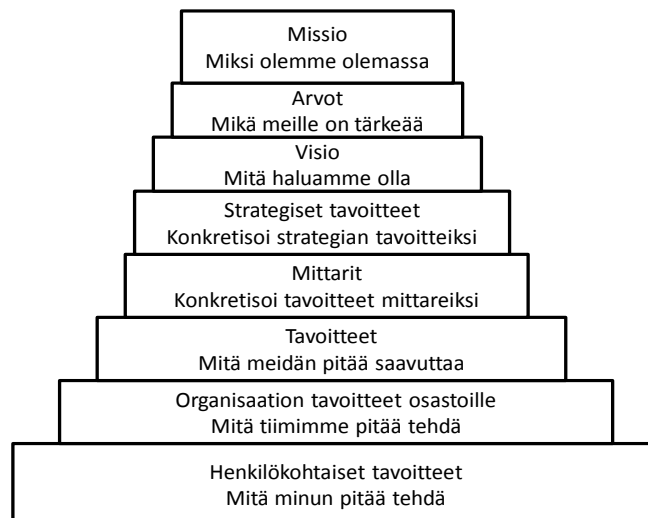 Missio
Miksi olemme olemassa
Arvot
Mikä meille on tärkeää
Visio
Mitä haluamme olla
Strategiset tavoitteet
Konkretisoi strategian tavoitteiksi
Mittarit
Konkretisoi tavoitteet mittareiksi
Tavoitteet
Mitä meidän pitää saavuttaa
Organisaation tavoitteet osastoille
Mitä tiimimme pitää tehdä
Henkilökohtaiset tavoitteet
Mitä minun pitää tehdä